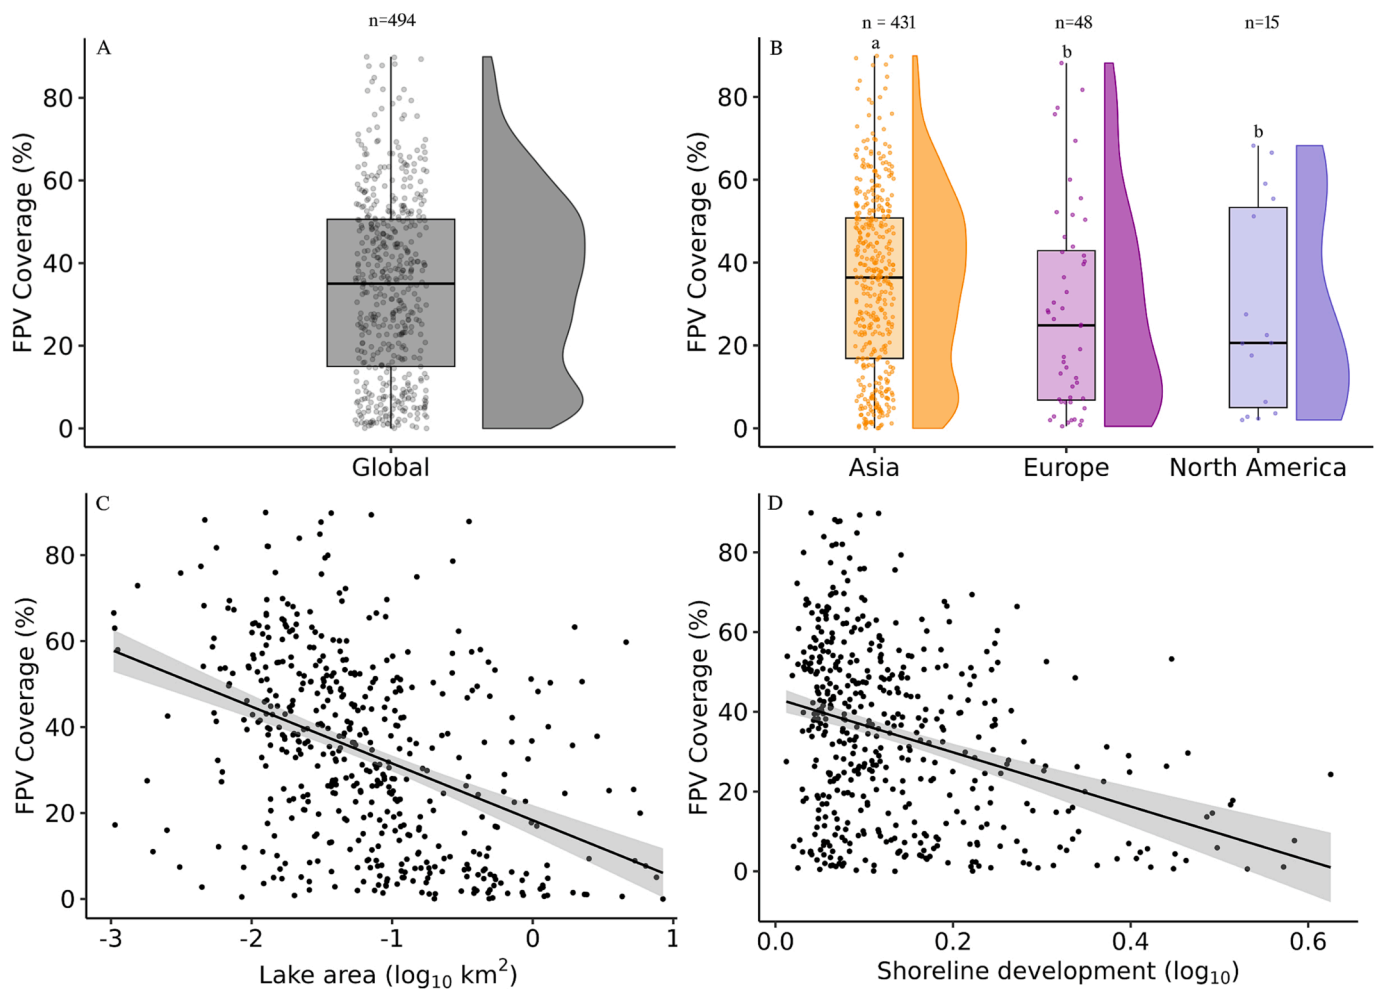 n=494
A
FPV Coverage (%)
80
60
40
20
0
Global
n = 431
n=48
n=15
B
a
b
b
FPV Coverage (%)
80
60
40
20
0
Asia
Europe
North America
C
FPV Coverage (%)
80
60
40
20
0
-3
-2
-1
0
1
Lake area (log₁₀ km²)
D
FPV Coverage (%)
80
60
40
20
0
0.0
0.2
0.4
0.6
Shoreline development (log₁₀)